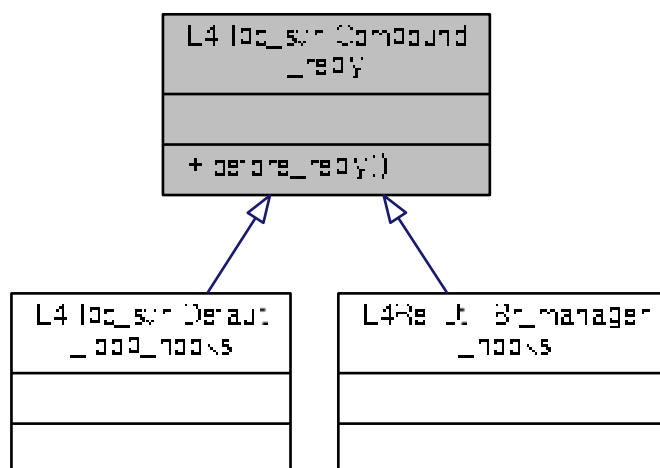 L4::Ipc_svr::Compound
_reply
+ before_reply()
L4::Ipc_svr::Default
_loop_hooks
L4Re::Util::Br_manager
_hooks